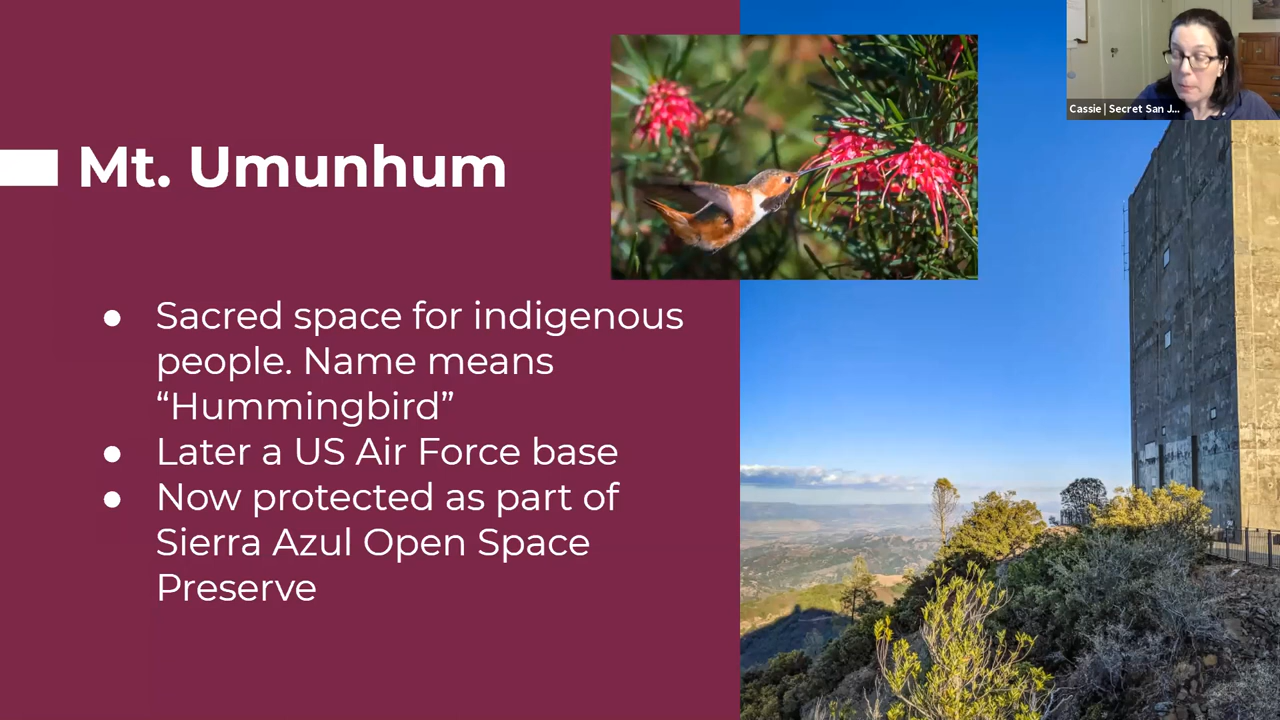 Mt. Umunhum
● Sacred space for indigenous
people. Name means
“Hummingbird”
● Later a US Air Force base
● Now protected as part of
Sierra Azul Open Space
Preserve
Cassie | Secret San J...